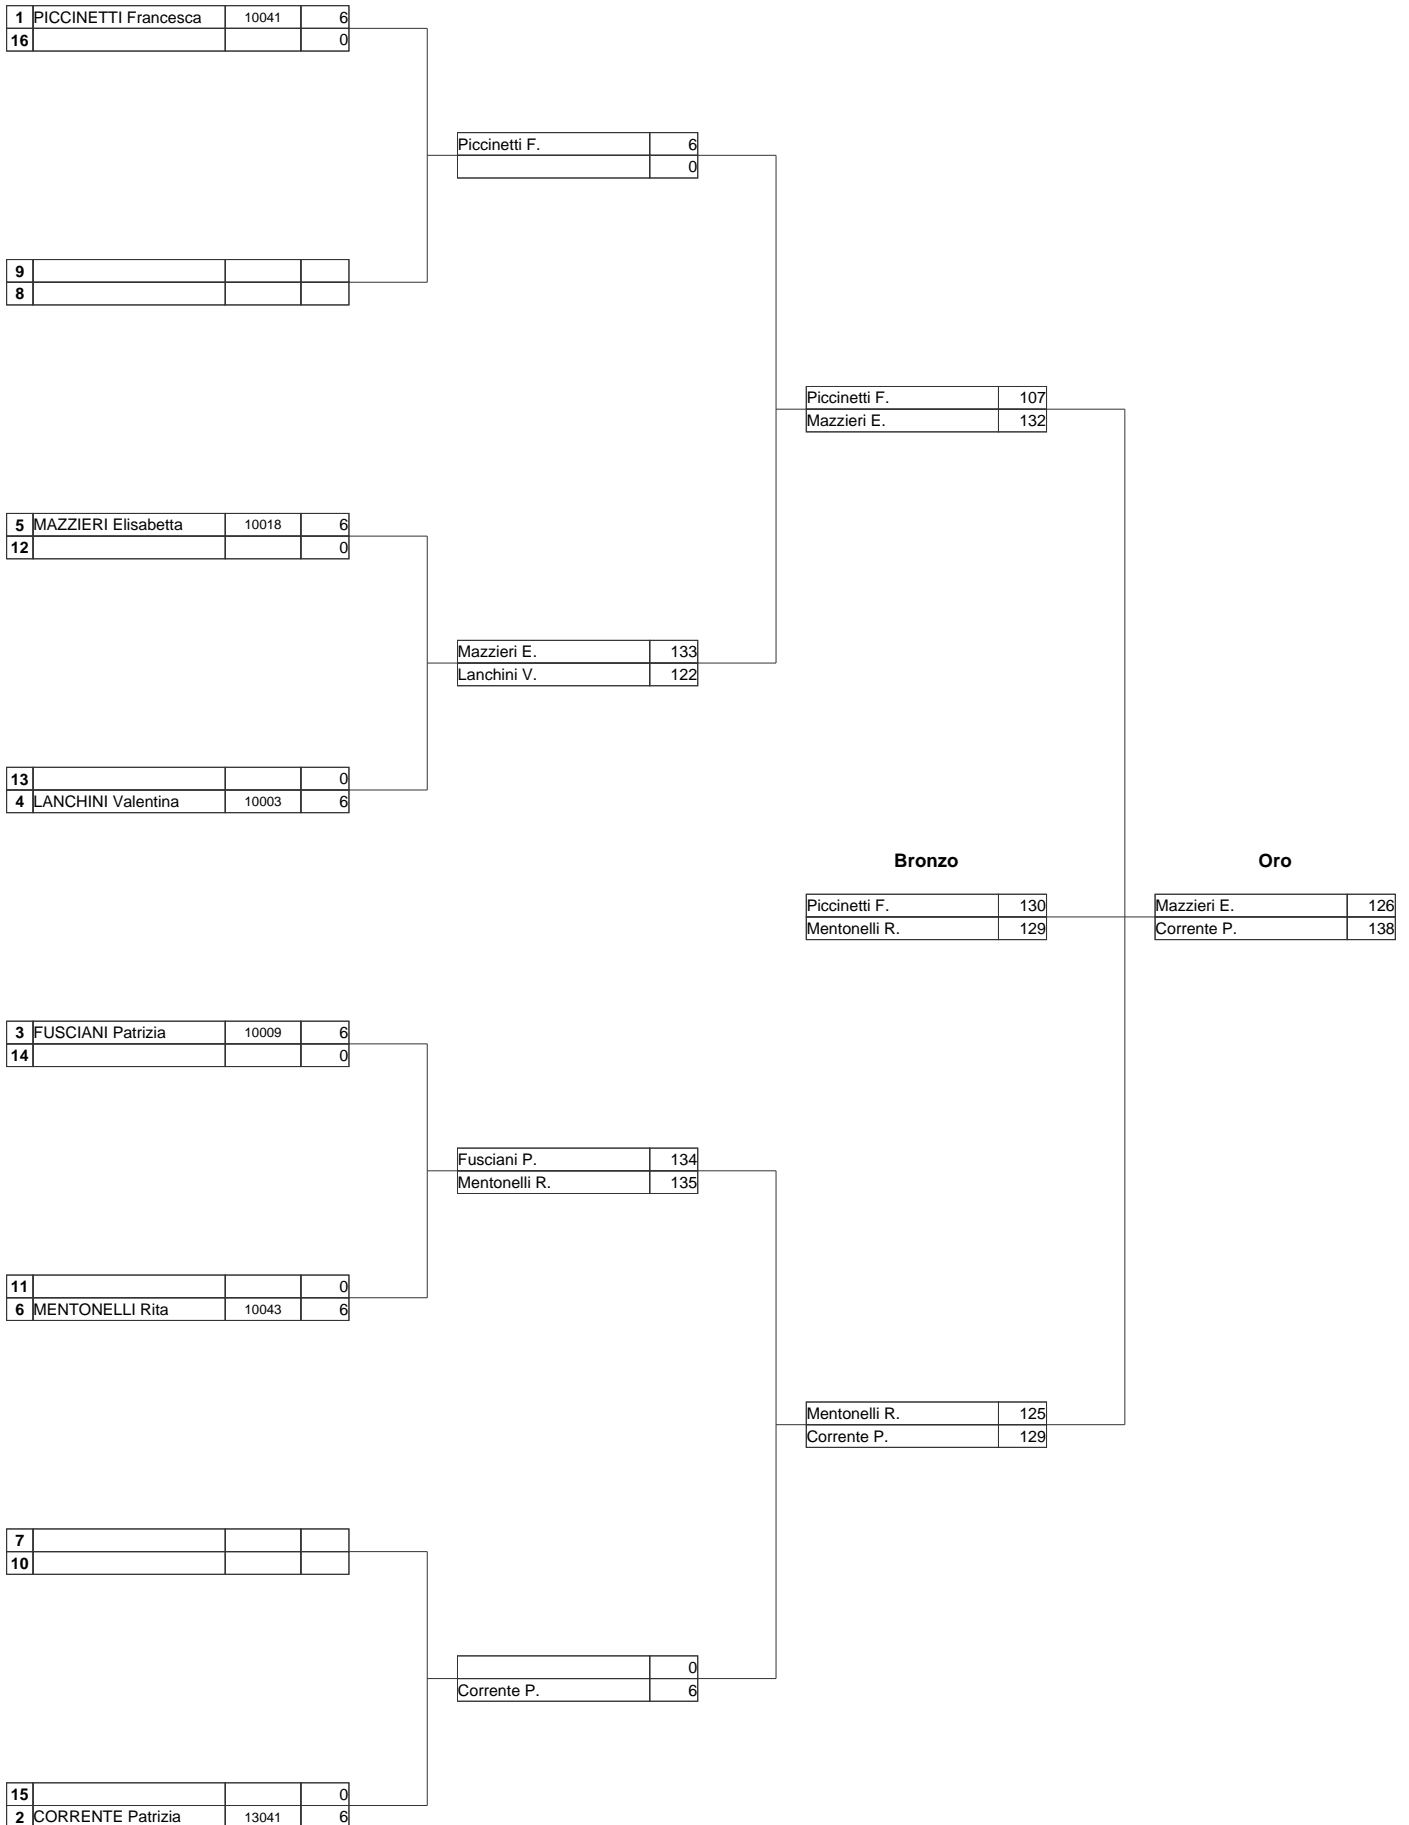 1 PICCINETTI Francesca 10041 6
16 0
Piccinetti F. 6
0
9
8
Piccinetti F. 107
Mazzieri E. 132
5 MAZZIERI Elisabetta 10018 6
12 0
Mazzieri E. 133
Lanchini V. 122
13 0
4 LANCHINI Valentina 10003 6
Bronzo Oro
Piccinetti F. 130 Mazzieri E. 126
Mentonelli R. 129 Corrente P. 138
3 FUSCIANI Patrizia 10009 6
14 0
Fusciani P. 134
Mentonelli R. 135
11 0
6 MENTONELLI Rita 10043 6
Mentonelli R. 125
Corrente P. 129
7
10
0
Corrente P. 6
15 0
2 CORRENTE Patrizia 13041 6